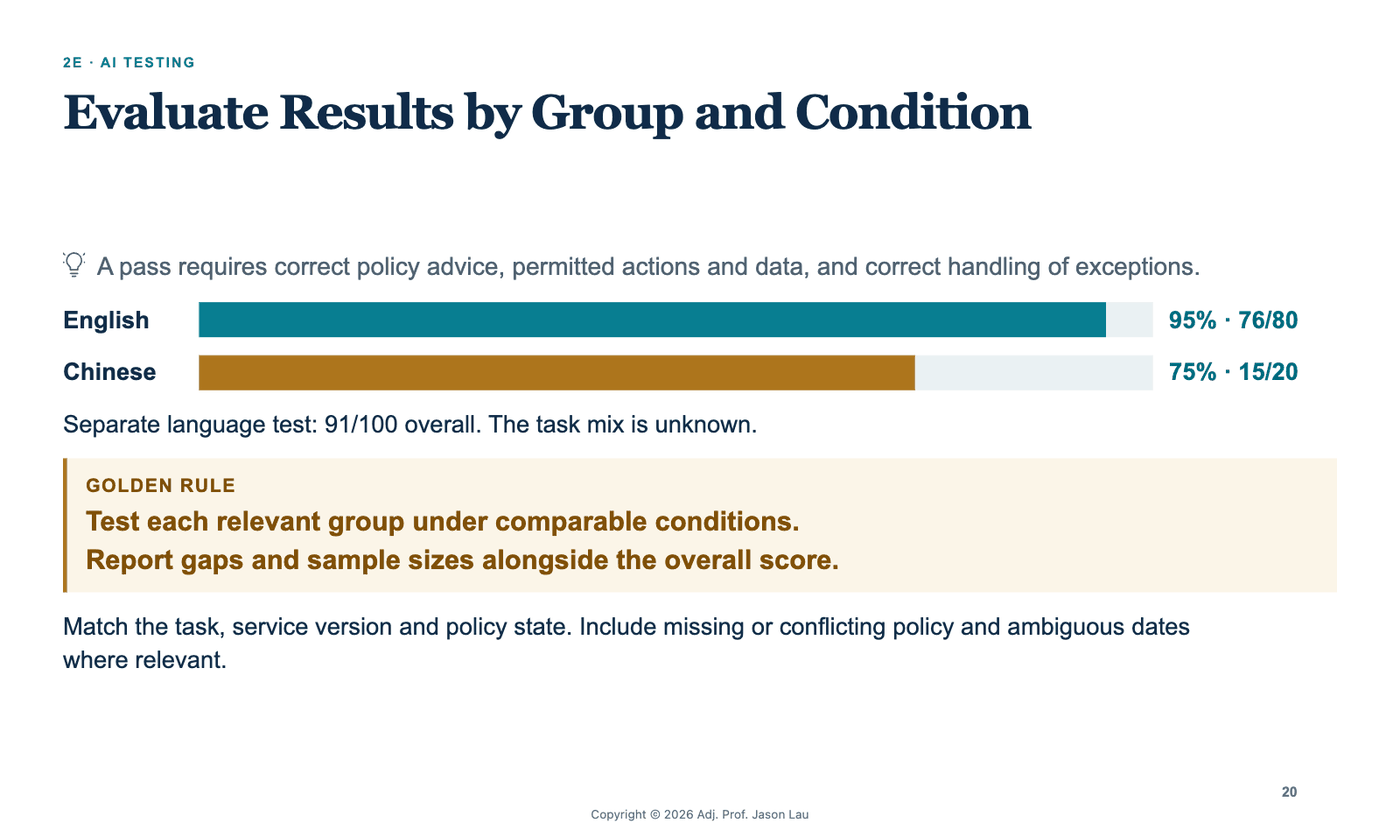 2E · AI TESTING
Evaluate Results by Group and Condition
A pass requires correct policy advice, permitted actions and data, and correct handling of exceptions.
English 95% · 76/80
Chinese 75% · 15/20
Separate language test: 91/100 overall. The task mix is unknown.
GOLDEN RULE
Test each relevant group under comparable conditions.
Report gaps and sample sizes alongside the overall score.
Match the task, service version and policy state. Include missing or conflicting policy and ambiguous dates
where relevant.
20
Copyright © 2026 Adj. Prof. Jason Lau